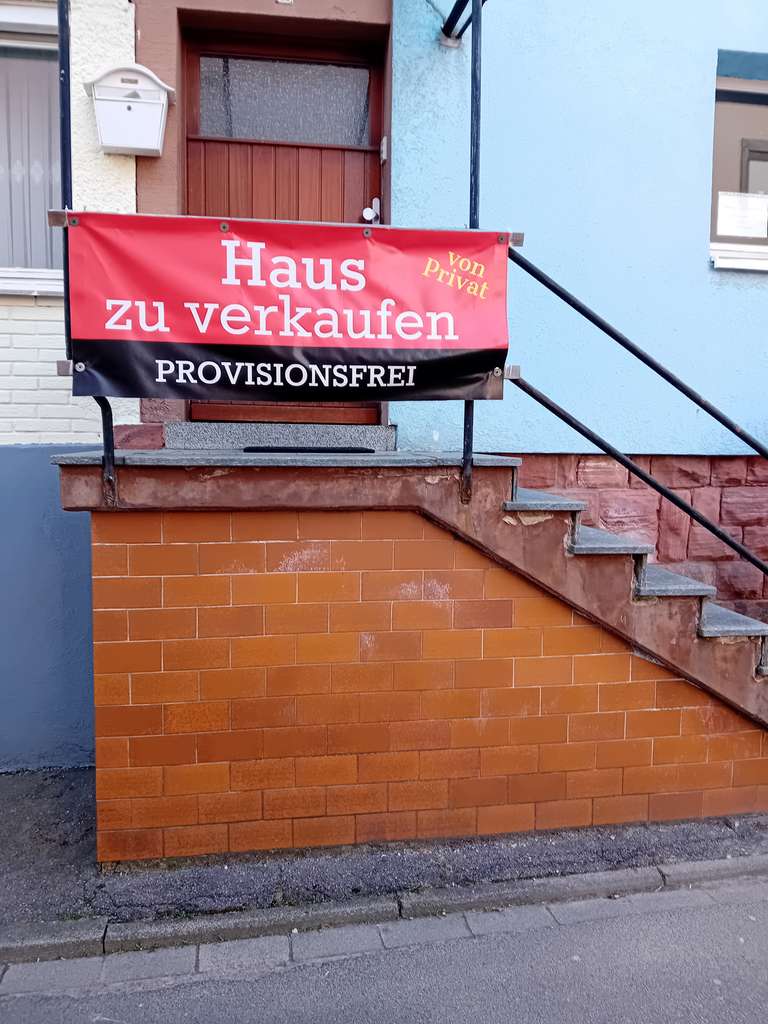 Haus
zu verkaufen
von
Privat
PROVISIONSFREI